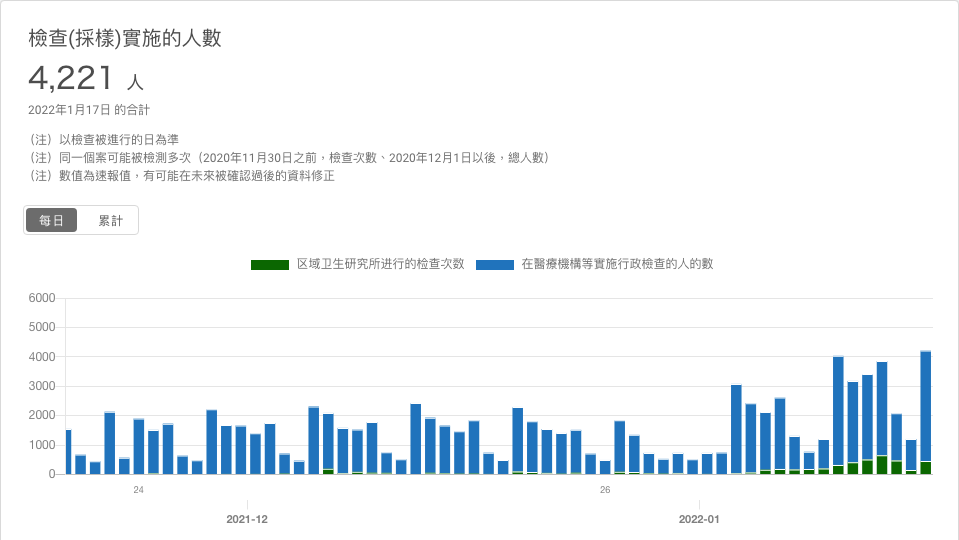 檢查(採樣)實施的人數
4,221 人
2022年1月17日 的合計
（注）以檢查被進行的日為準
（注）同一個案可能被檢測多次（2020年11月30日之前，檢查次數、2020年12月1日以後，總人數）
（注）數值為速報值，有可能在未來被確認過後的資料修正
每日 累計
区域卫生研究所进行的检查次数 在醫療機構等實施行政檢查的人的數
6000
5000
4000
3000
2000
1000
0
24 26
2021-12 2022-01